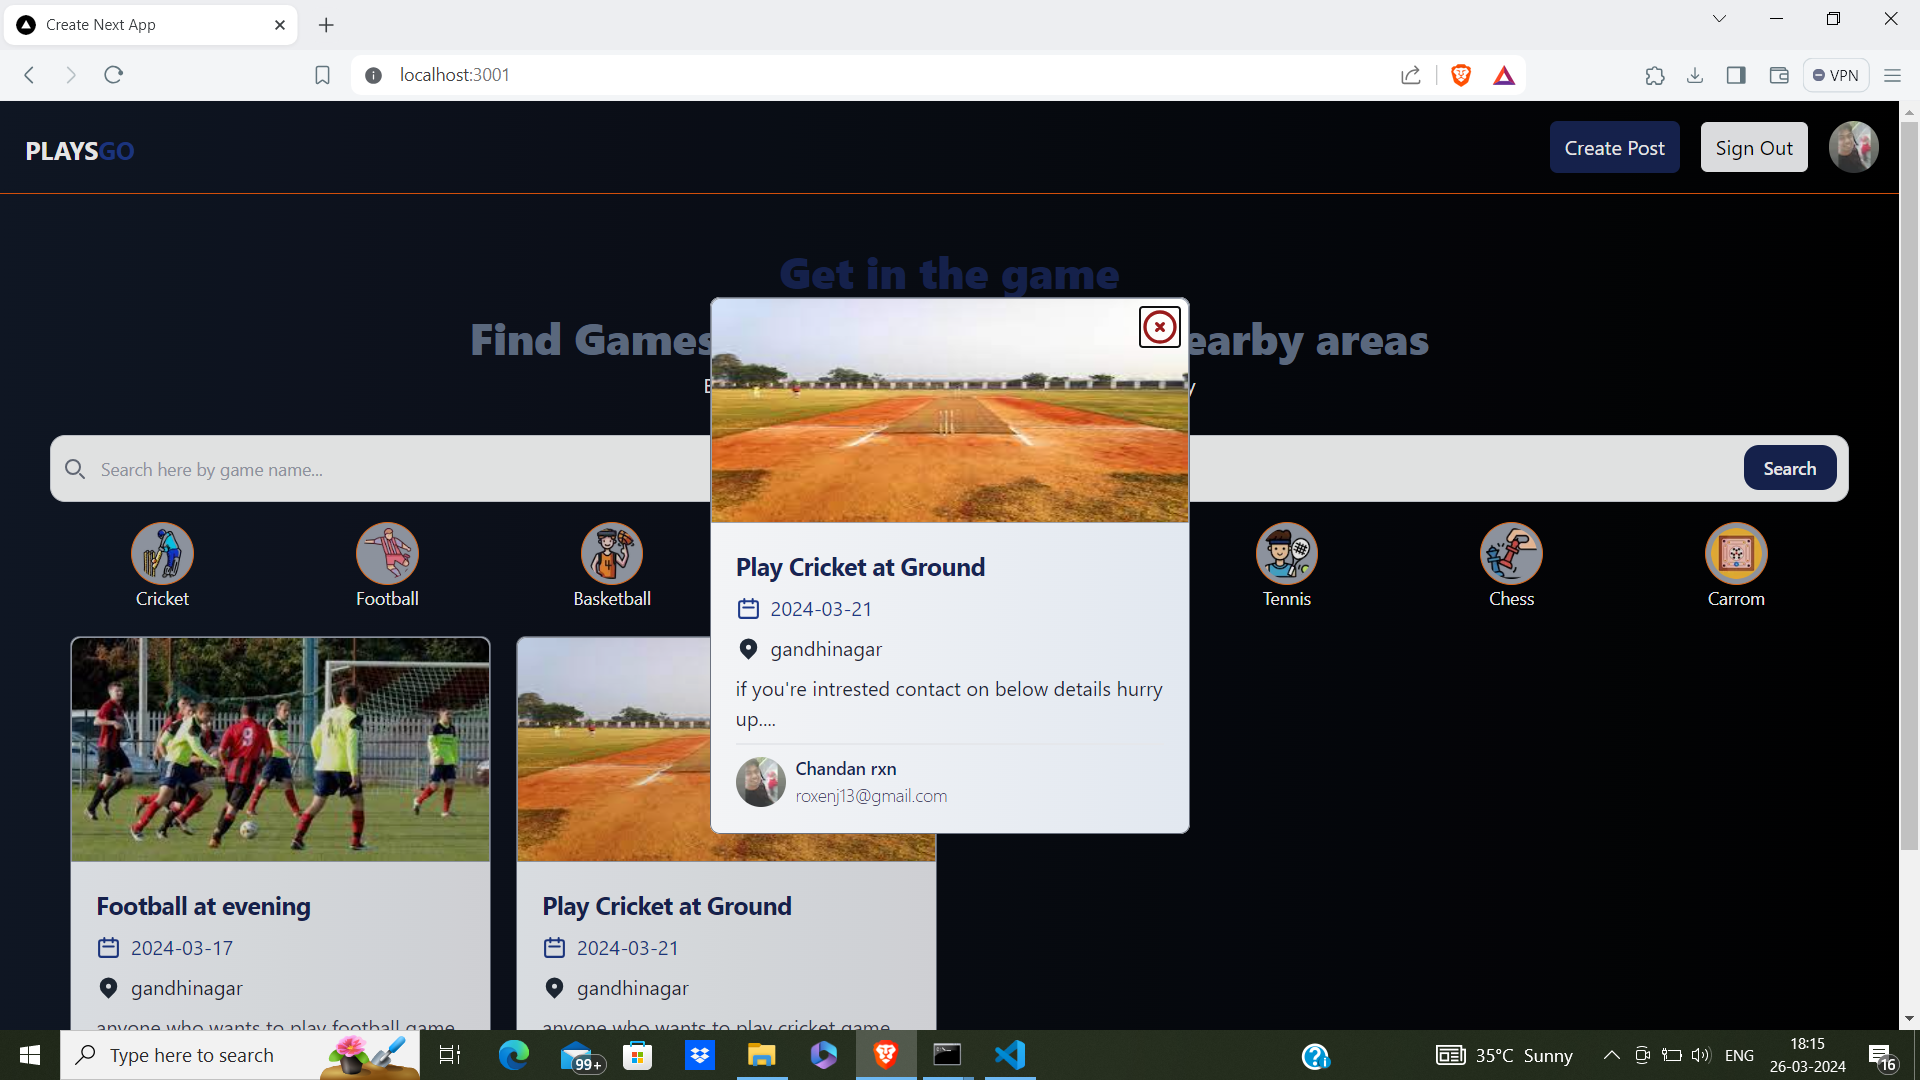 Create Next App
localhost:3001
VPN
PLAYSGO
Create Post
Sign Out
Get in the game
Find Games
earby areas
Search here by game name...
Search
Cricket
Football
Basketball
Tennis
Chess
Carrom
Play Cricket at Ground
2024-03-21
gandhinagar
if you're intrested contact on below details hurry
up....
Chandan rxn
roxenj13@gmail.com
9
4
Football at evening
2024-03-17
gandhinagar
anyone who wants to play football game
Play Cricket at Ground
2024-03-21
gandhinagar
anyone who wants to play cricket game
Type here to search
99+
35°C Sunny
ENG
18:15
26-03-2024
16